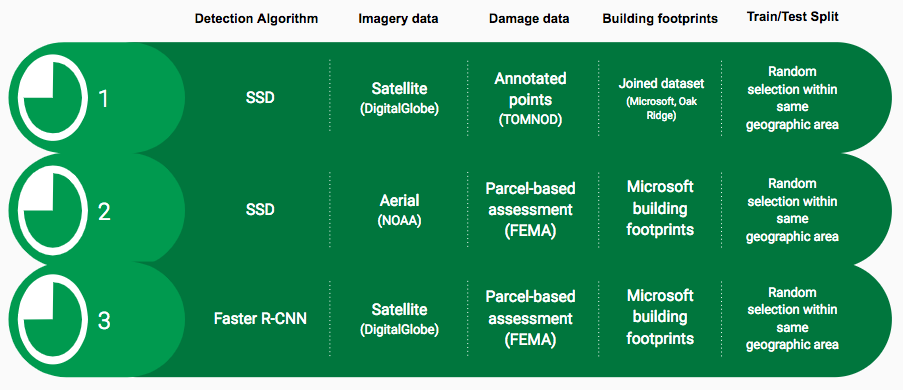 Detection Algorithm Imagery data Damage data Building footprints Train/Test Split
1
SSD
Satellite
(DigitalGlobe)
Annotated
points
(TOMNOD)
Joined dataset
(Microsoft, Oak
Ridge)
Random
selection within
same
geographic area
2
SSD
Aerial
(NOAA)
Parcel-based
assessment
(FEMA)
Microsoft
building
footprints
Random
selection within
same
geographic area
3
Faster R-CNN
Satellite
(DigitalGlobe)
Parcel-based
assessment
(FEMA)
Microsoft
building
footprints
Random
selection within
same
geographic area